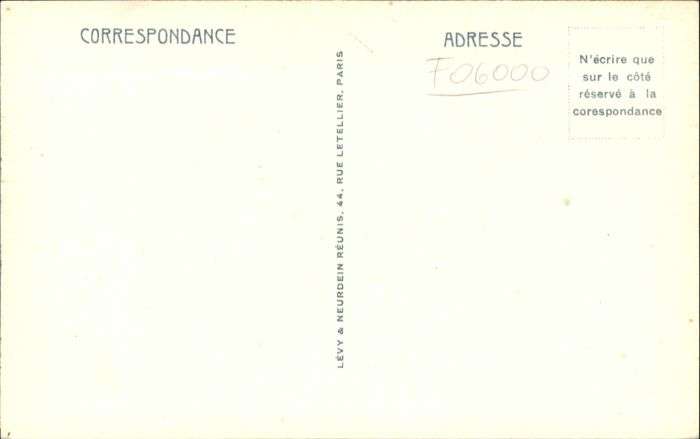 CORRESPONDANCE
ADRESSE
F06000
N'écrire que
sur le côté
réservé à la
corespondance
LÉVY & NEURDEIN RÉUNIS, 44, RUE LETELLIER, PARIS